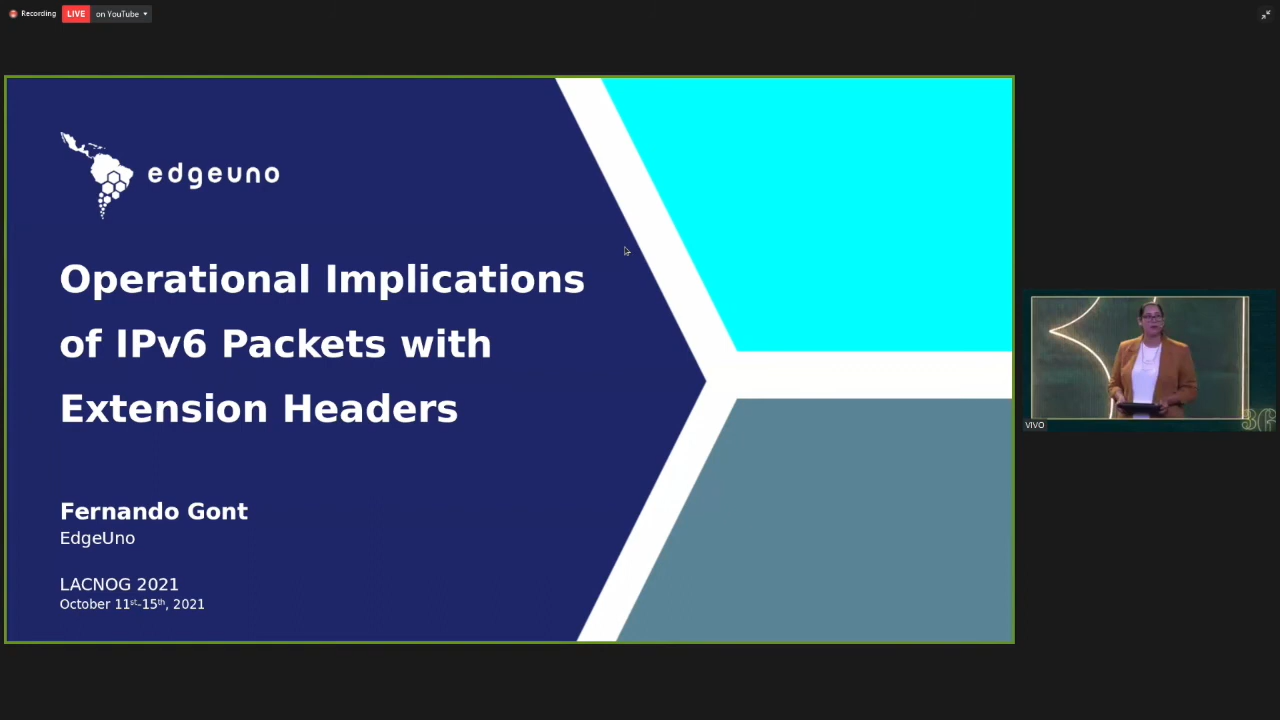 Recording
LIVE
on YouTube
edgeuno
Operational Implications
of IPv6 Packets with
Extension Headers
Fernando Gont
EdgeUno
LACNOG 2021
October 11st-15th, 2021
VIVO